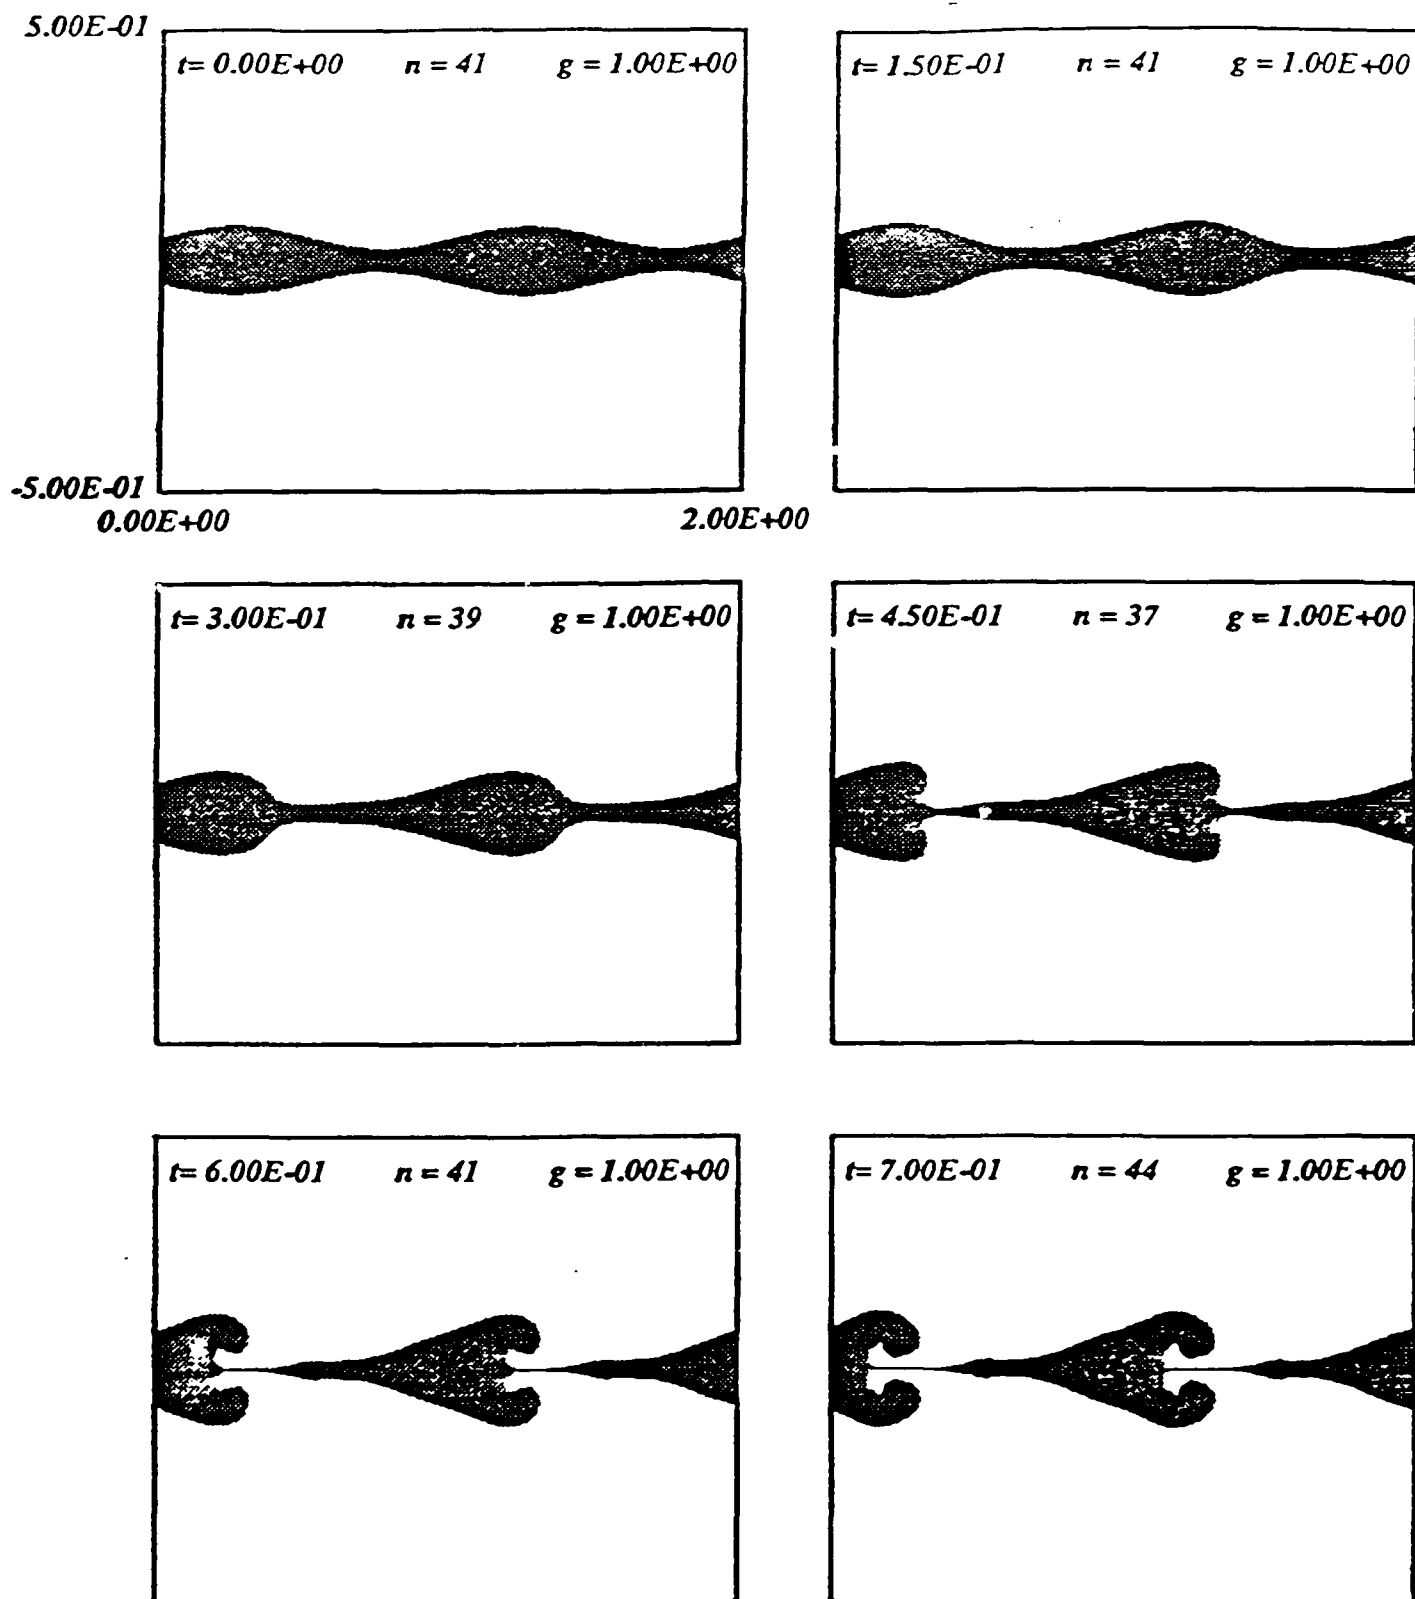 5.00E-01
t= 0.00E+00 n = 41 g = 1.00E+00
t= 1.50E-01 n = 41 g = 1.00E+00
-5.00E-01
0.00E+00 2.00E+00
t= 3.00E-01 n = 39 g = 1.00E+00
t= 4.50E-01 n = 37 g = 1.00E+00
t= 6.00E-01 n = 41 g = 1.00E+00
t= 7.00E-01 n = 44 g = 1.00E+00